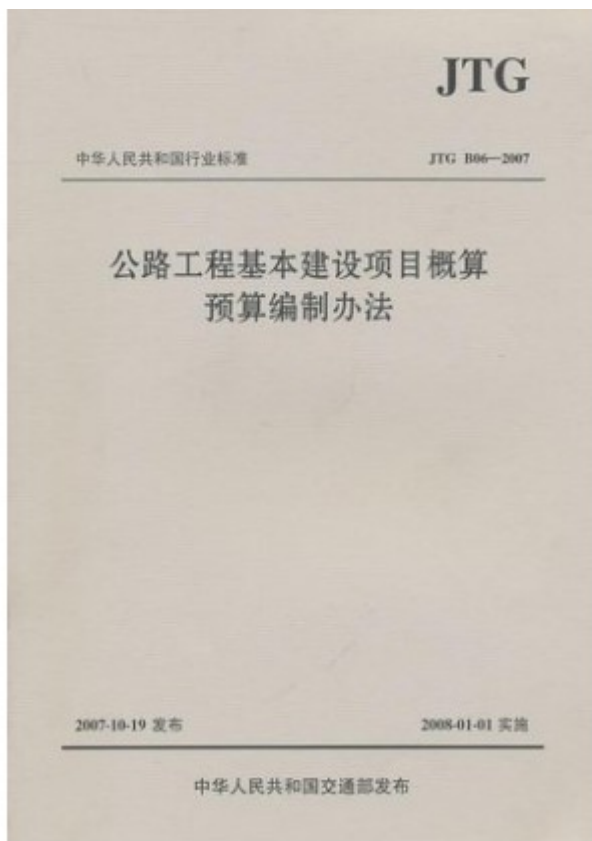 JTG
中华人民共和国行业标准 JTG B06—2007
公路工程基本建设项目概算
预算编制办法
2007-10-19 发布 2008-01-01 实施
中华人民共和国交通部发布